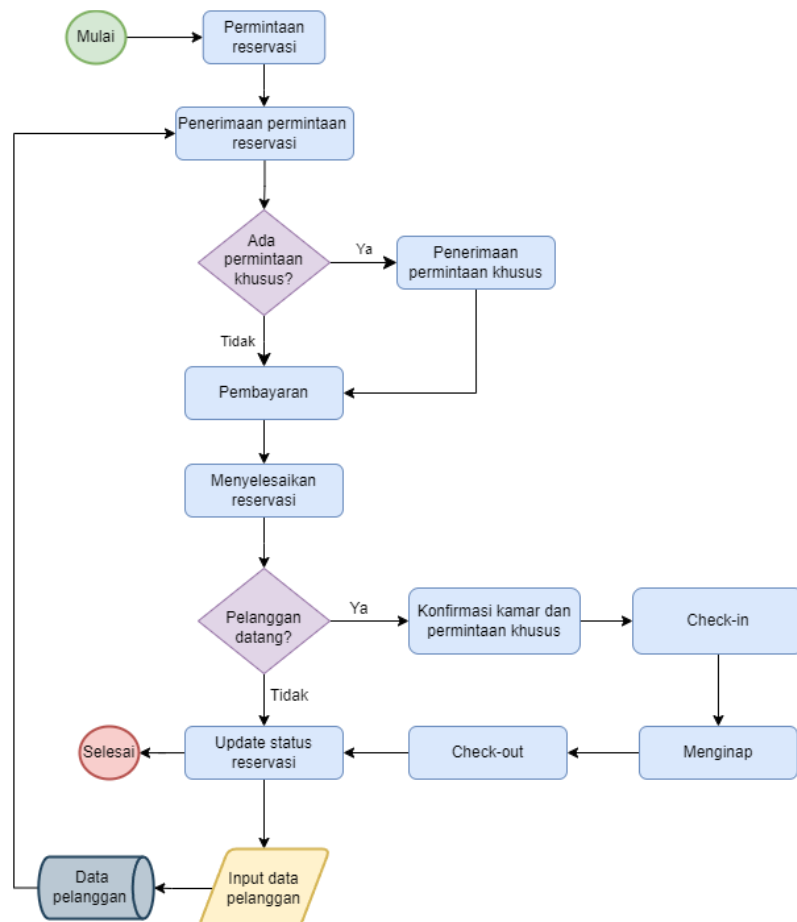 Mulai
Permintaan
reservasi
Penerimaan permintaan
reservasi
Ada
permintaan
khusus?
Ya
Penerimaan
permintaan khusus
Tidak
Pembayaran
Menyelesaikan
reservasi
Pelanggan
datang?
Ya
Konfirmasi kamar dan
permintaan khusus
Check-in
Tidak
Selesai
Update status
reservasi
Check-out
Menginap
Data
pelanggan
Input data
pelanggan